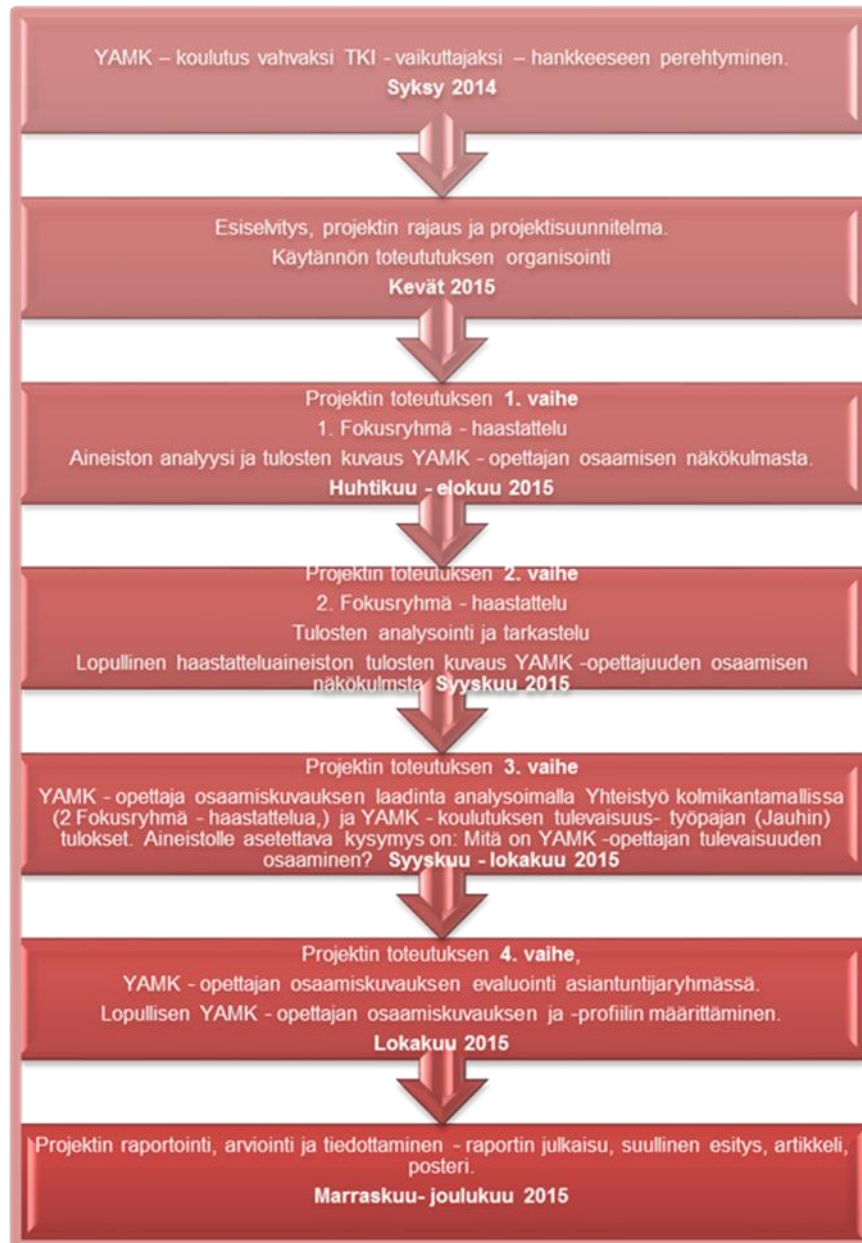 YAMK – koulutus vahvaksi TKI - vaikuttajaksi – hankkeeseen perehtyminen.
Syksy 2014
Esiselvitys, projektin rajaus ja projektisuunnitelma.
Käytännön toteututuksen organisointi
Kevät 2015
Projektin toteutuksen 1. vaihe
1. Fokusryhmä - haastattelu
Aineiston analyysi ja tulosten kuvaus YAMK - opettajan osaamisen näkökulmasta.
Huhtikuu - elokuu 2015
Projektin toteutuksen 2. vaihe
2. Fokusryhmä - haastattelu
Tulosten analysointi ja tarkastelu
Lopullinen haastatteluaineiston tulosten kuvaus YAMK -opettajuuden osaamisen
näkökulmsta Syyskuu 2015
Projektin toteutuksen 3. vaihe
YAMK - opettaja osaamiskuvauksen laadinta analysoimalla Yhteistyö kolmikantamallissa
(2 Fokusryhmä - haastattelua,) ja YAMK - koulutuksen tulevaisuus- työpajan (Jauhin)
tulokset. Aineistolle asetettava kysymys on: Mitä on YAMK -opettajan tulevaisuuden
osaaminen? Syyskuu - lokakuu 2015
Projektin toteutuksen 4. vaihe,
YAMK - opettajan osaamiskuvauksen evaluointi asiantuntijaryhmässä.
Lopullisen YAMK - opettajan osaamiskuvauksen ja -profiilin määrittäminen.
Lokakuu 2015
Projektin raportointi, arviointi ja tiedottaminen - raportin julkaisu, suullinen esitys, artikkeli,
posteri.
Marraskuu- joulukuu 2015